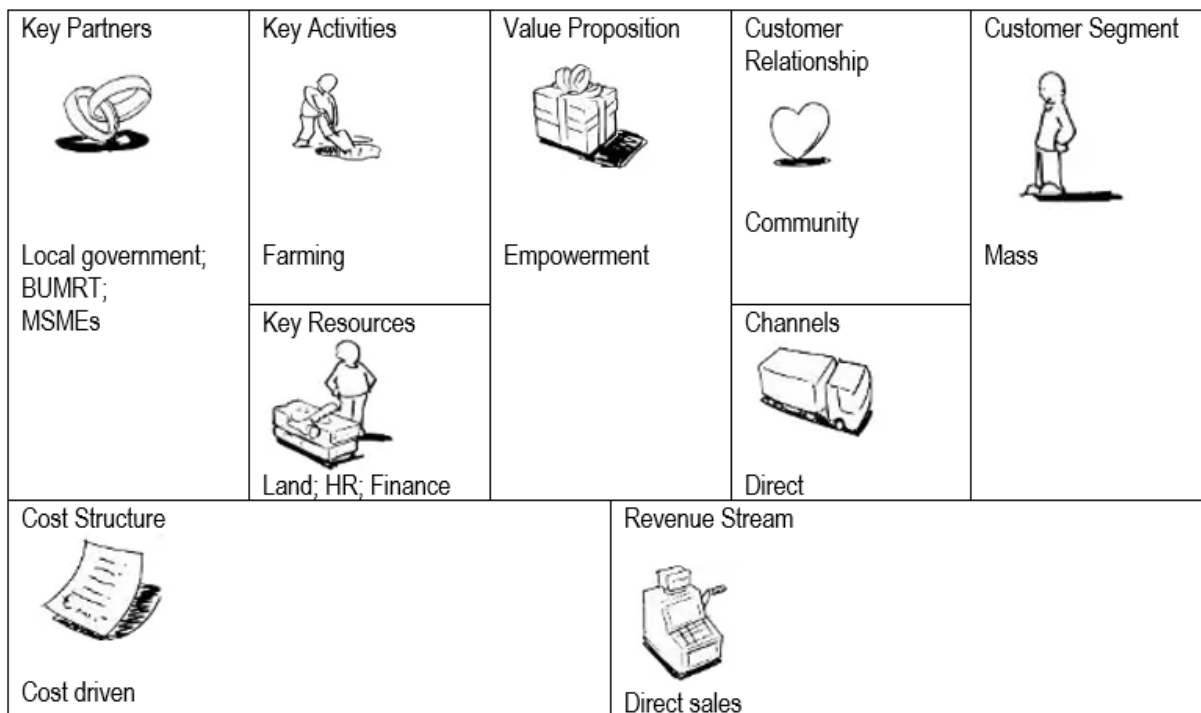 Key Partners
Local government;
BUMRT;
MSMEs
Key Activities
Farming
Key Resources
Land; HR; Finance
Value Proposition
Empowerment
Customer
Relationship
Community
Channels
Direct
Customer Segment
Mass
Cost Structure
Cost driven
Revenue Stream
Direct sales